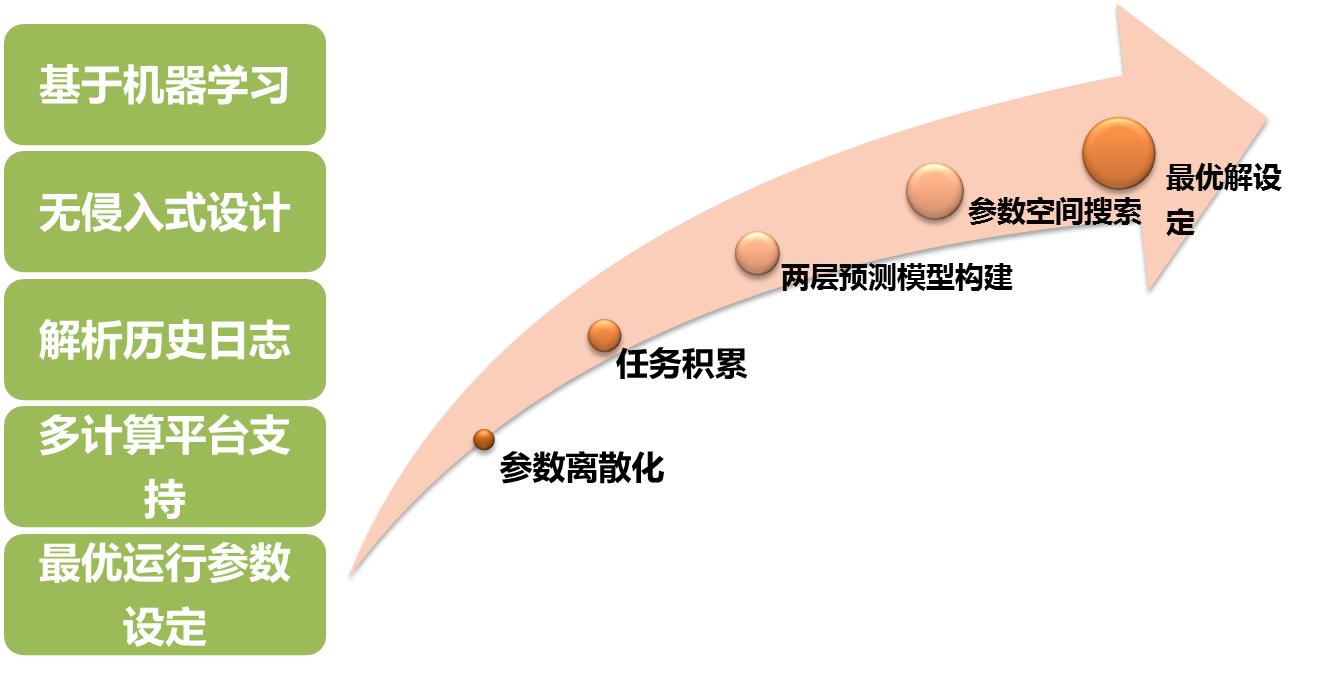 基于机器学习
无侵入式设计
解析历史日志
多计算平台支
持
最优运行参数
设定
最优解设
定
参数空间搜索
两层预测模型构建
任务积累
参数离散化